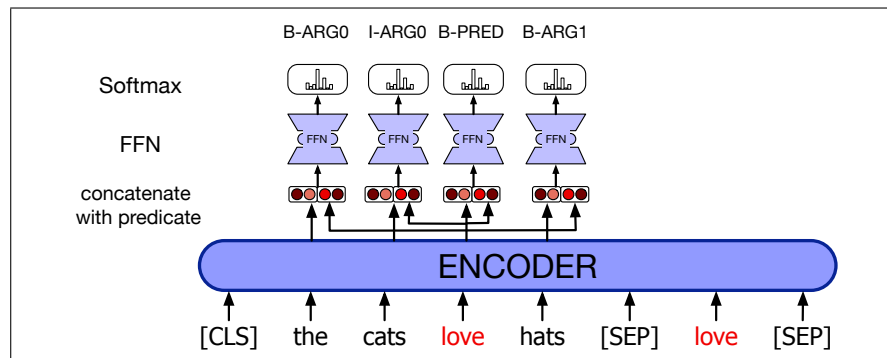 B-ARG0 I-ARG0 B-PRED B-ARG1
Softmax
FFN
FFN FFN FFN FFN
concatenate
with predicate
ENCODER
[CLS] the cats love hats [SEP] love [SEP]